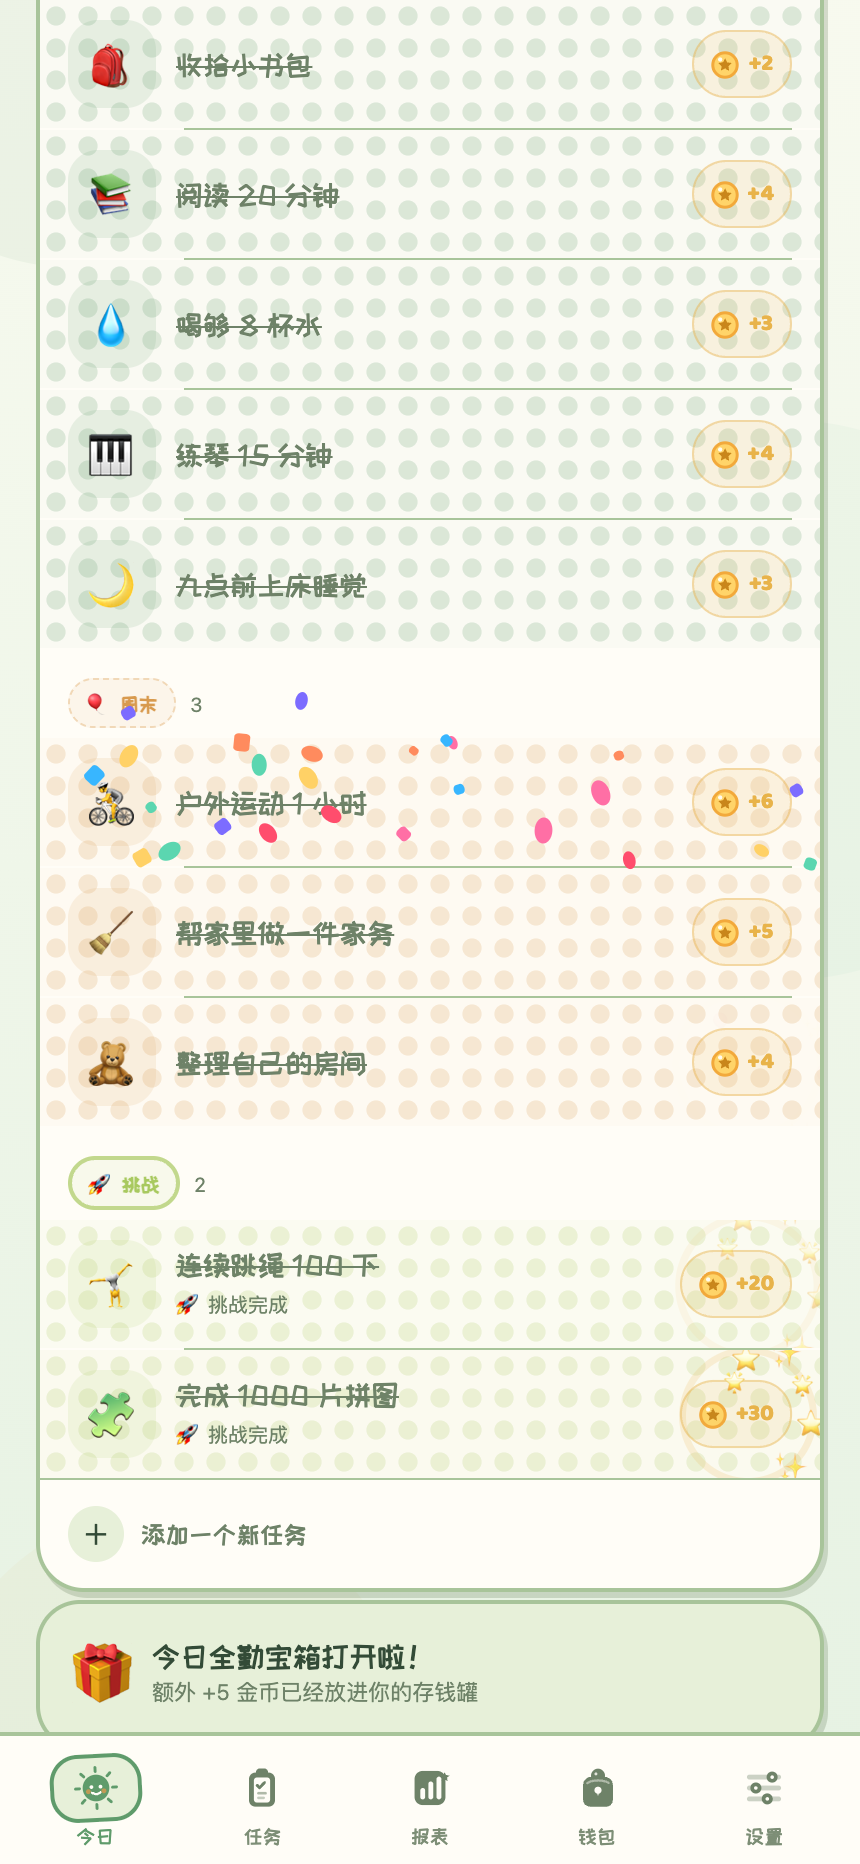 收拾小书包
+2
阅读 20 分钟
+4
喝够 8 杯水
+3
练琴 15 分钟
+4
九点前上床睡觉
+3
周末
3
户外运动 1 小时
+6
帮家里做一件家务
+5
整理自己的房间
+4
挑战
2
连续跳绳 100 下
挑战完成
+20
完成 1000 片拼图
挑战完成
+30
添加一个新任务
今日全勤宝箱打开啦！
额外 +5 金币已经放进你的存钱罐
今日
任务
报表
钱包
设置